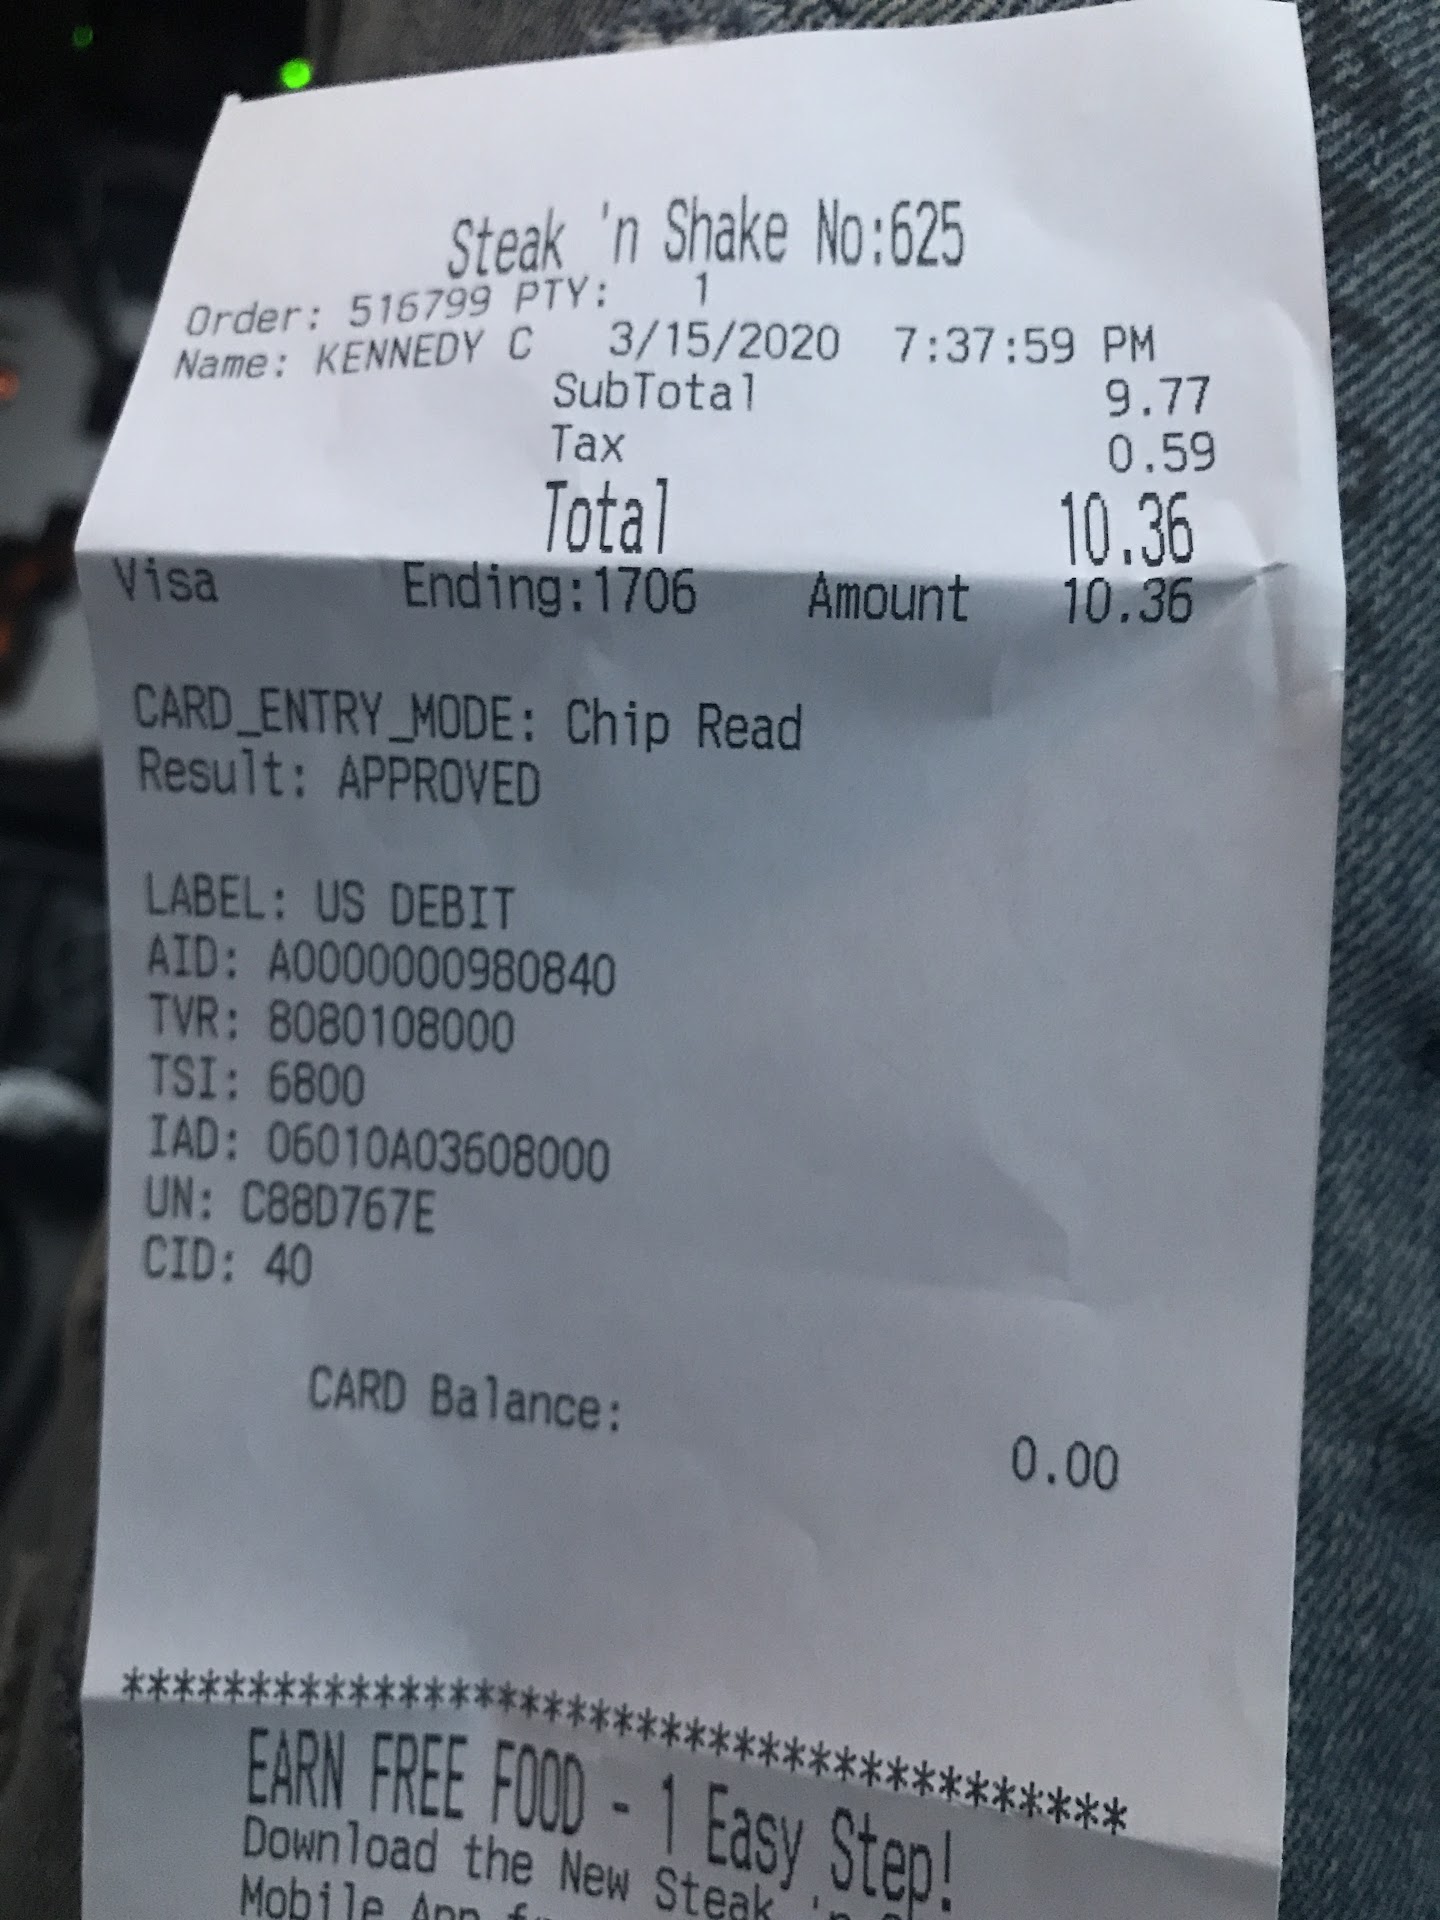 Steak 'n Shake No:625
Order: 516799 PTY: 1
Name: KENNEDY C 3/15/2020 7:37:59 PM
SubTotal 9.77
Tax 0.59
Total 10.36
Visa Ending:1706 Amount 10.36
CARD_ENTRY_MODE: Chip Read
Result: APPROVED
LABEL: US DEBIT
AID: A0000000980840
TVR: 8080108000
TSI: 6800
IAD: 06010A03608000
UN: C88D767E
CID: 40
CARD Balance:
0.00
****************************************
EARN FREE FOOD - 1 Easy Step!
Download the New Steak 'n
Mobile App